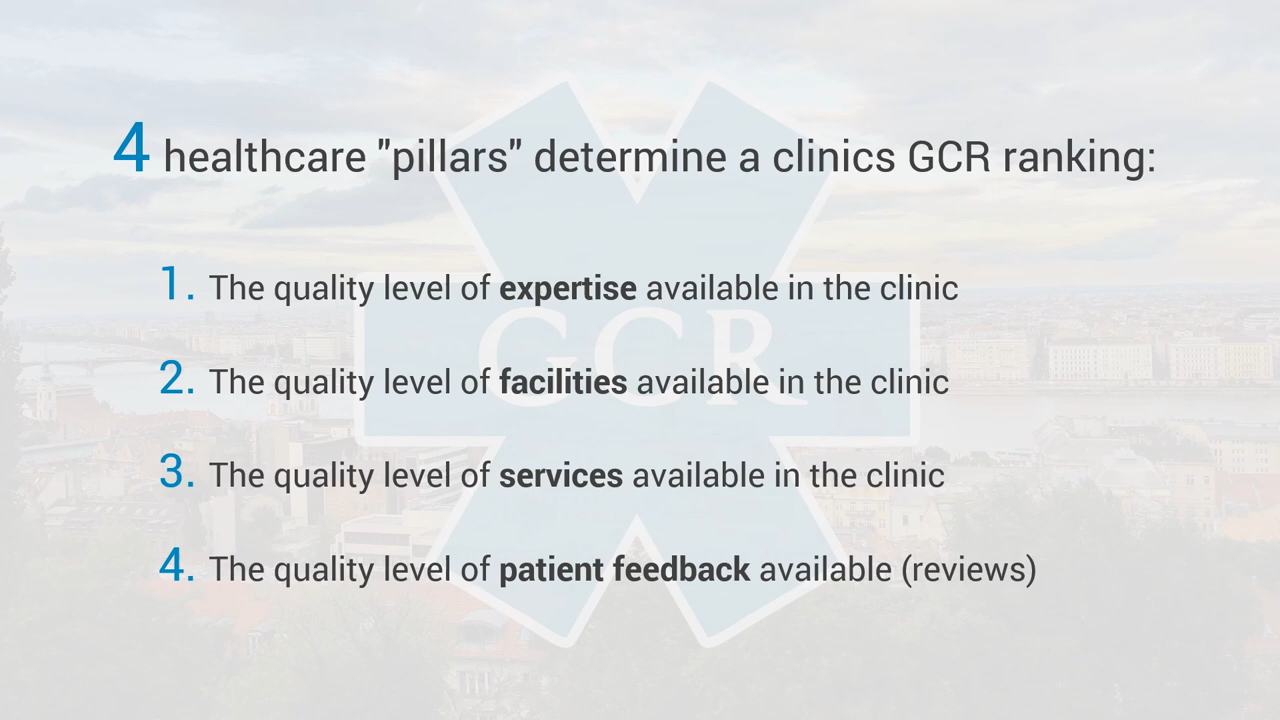 4 healthcare "pillars" determine a clinics GCR ranking:
1. The quality level of expertise available in the clinic
GCR
2. The quality level of facilities available in the clinic
3. The quality level of services available in the clinic
4. The quality level of patient feedback available (reviews)